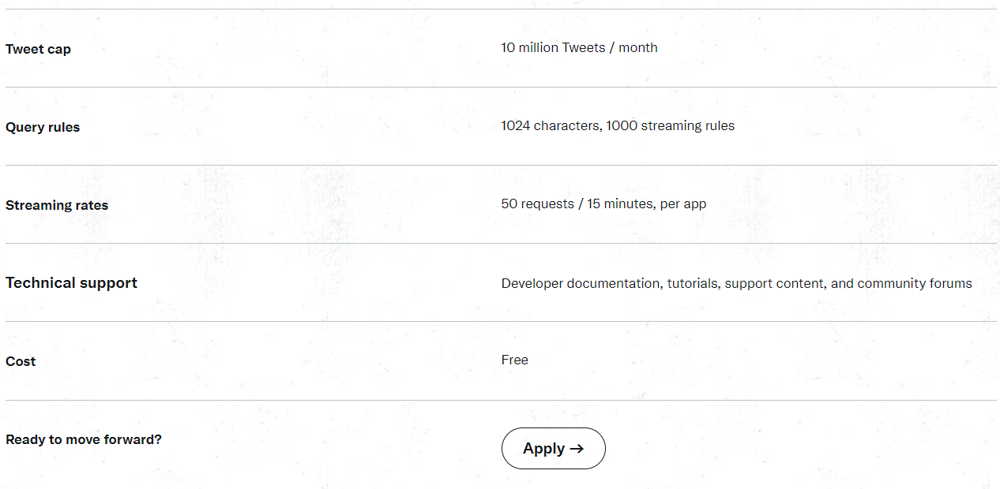 Tweet cap
10 million Tweets / month
Query rules
1024 characters, 1000 streaming rules
Streaming rates
50 requests / 15 minutes, per app
Technical support
Developer documentation, tutorials, support content, and community forums
Cost
Free
Ready to move forward?
Apply →